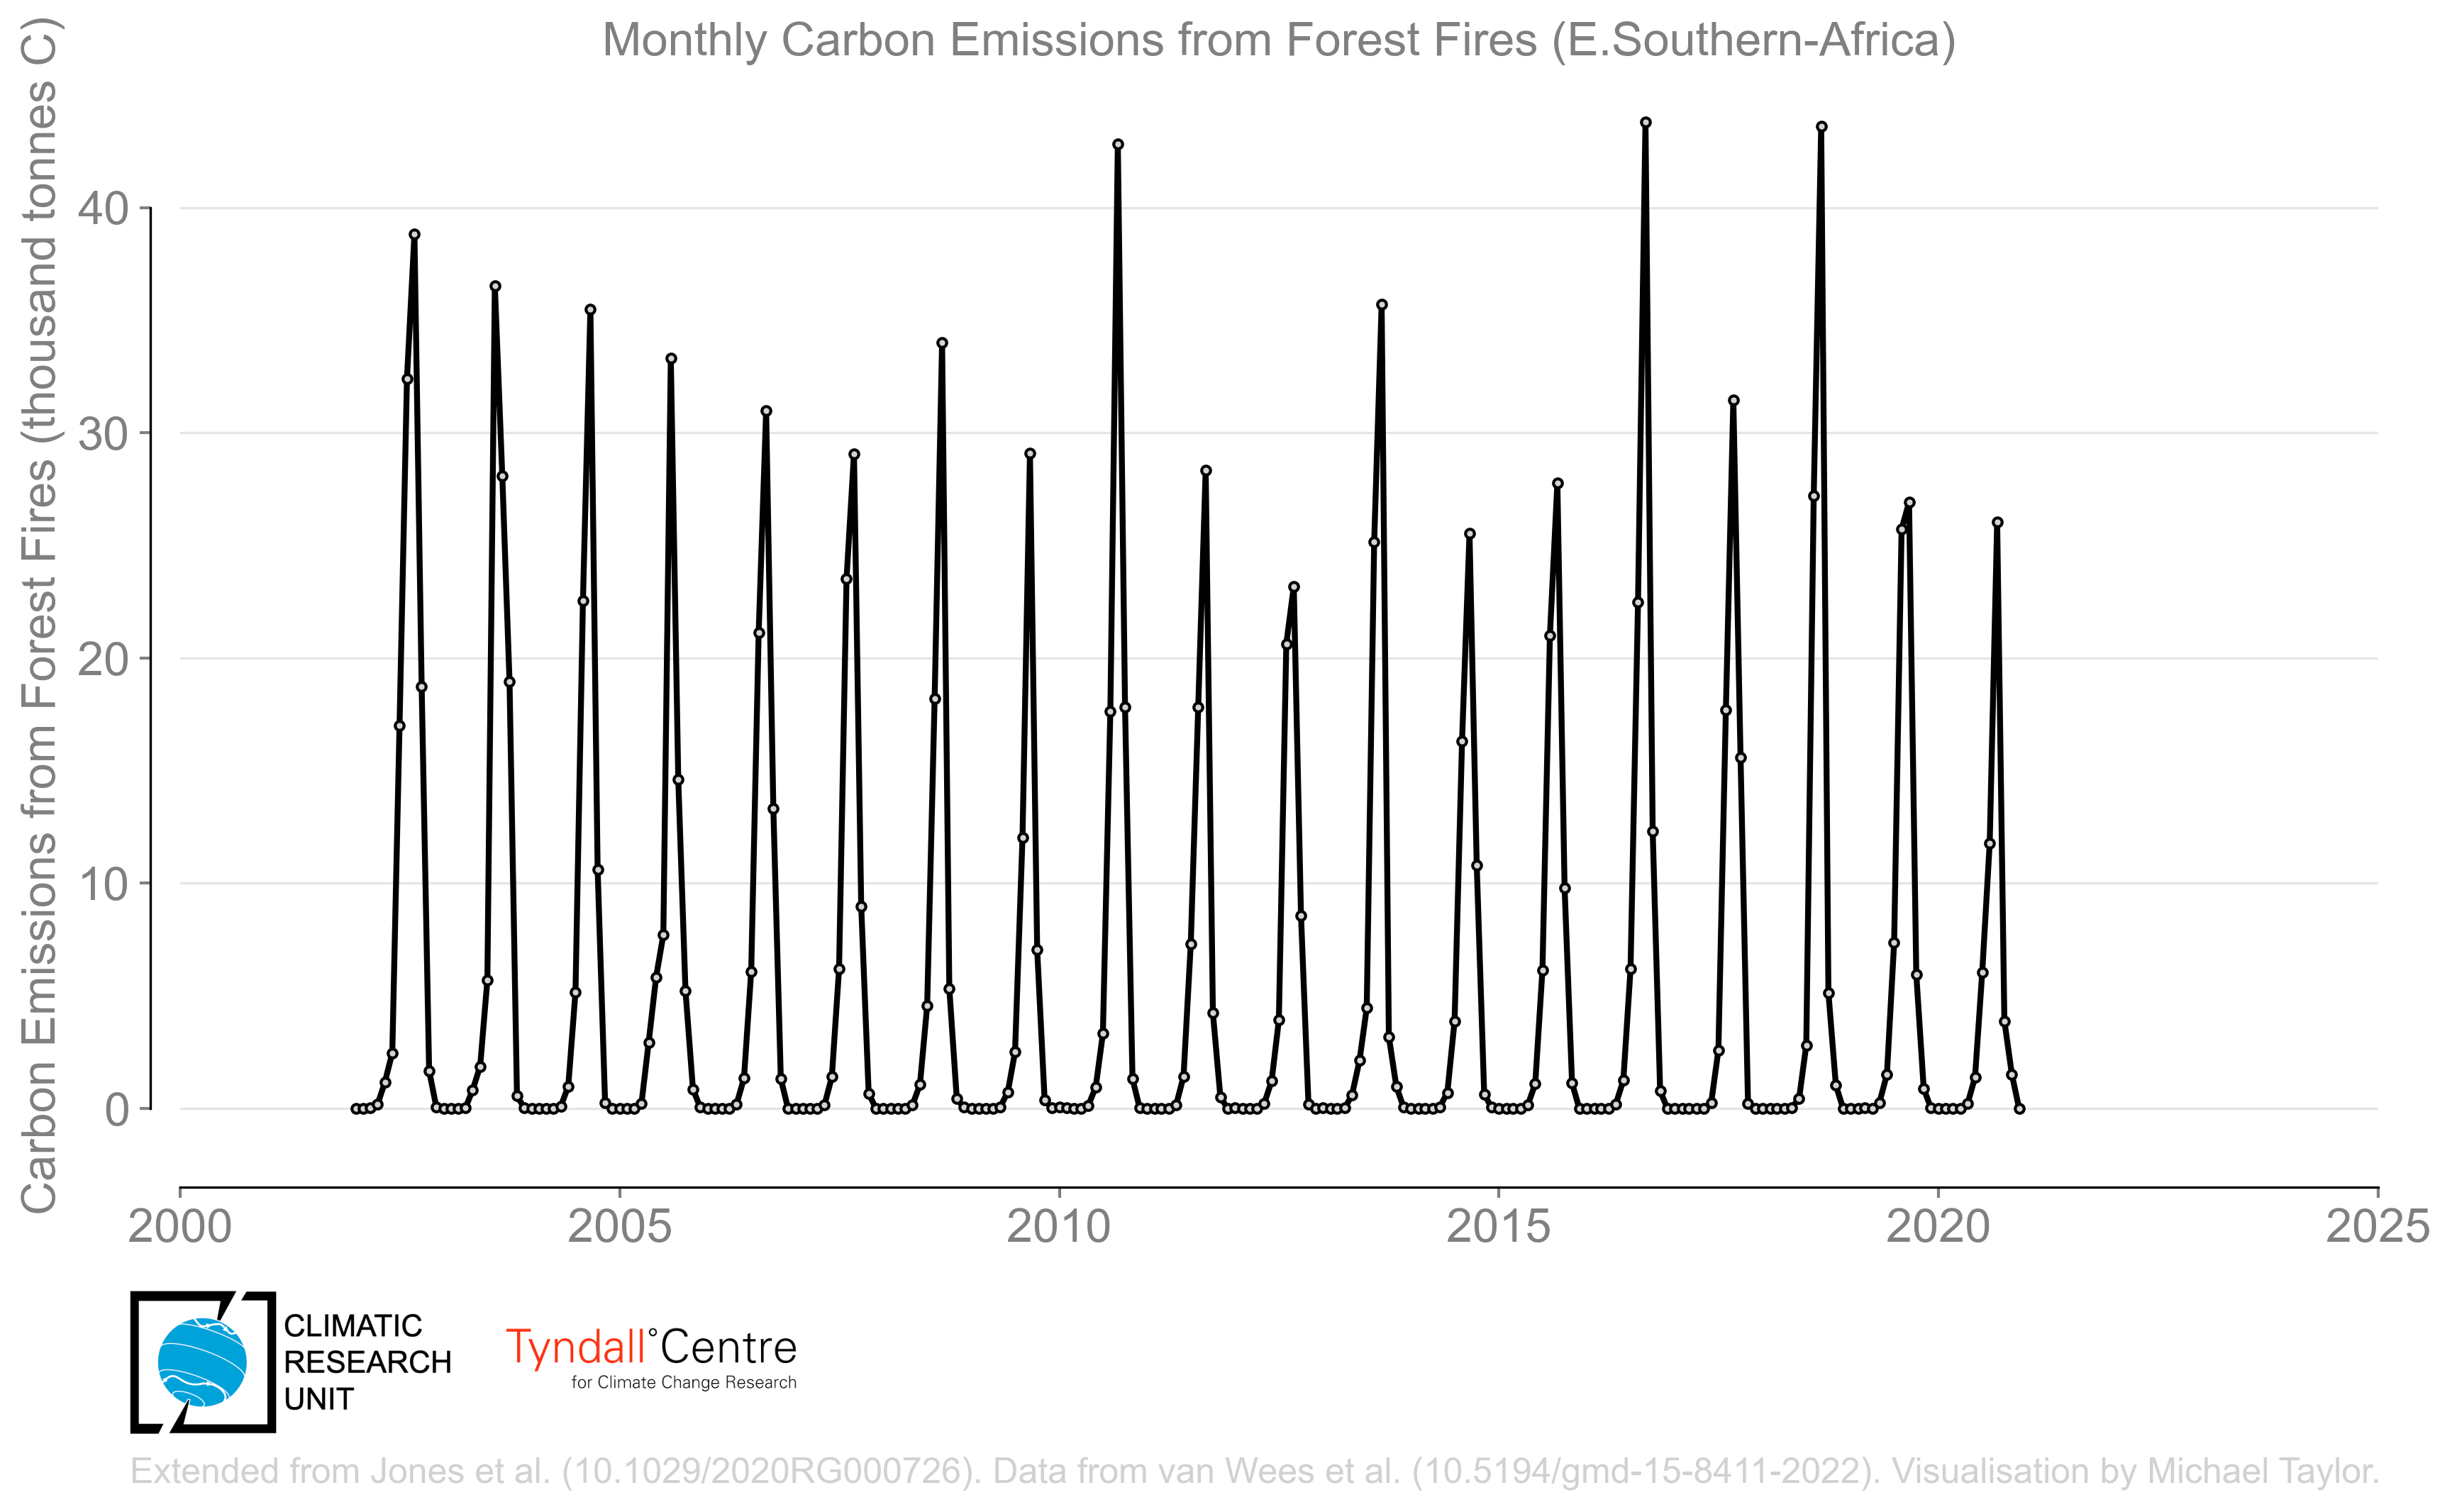 Monthly Carbon Emissions from Forest Fires (E.Southern-Africa)
Carbon Emissions from Forest Fires (thousand tonnes C)
40
30
20
10
0
2000 2005 2010 2015 2020 2025
CLIMATIC
RESEARCH
UNIT
Tyndall°Centre
for Climate Change Research
Extended from Jones et al. (10.1029/2020RG000726). Data from van Wees et al. (10.5194/gmd-15-8411-2022). Visualisation by Michael Taylor.